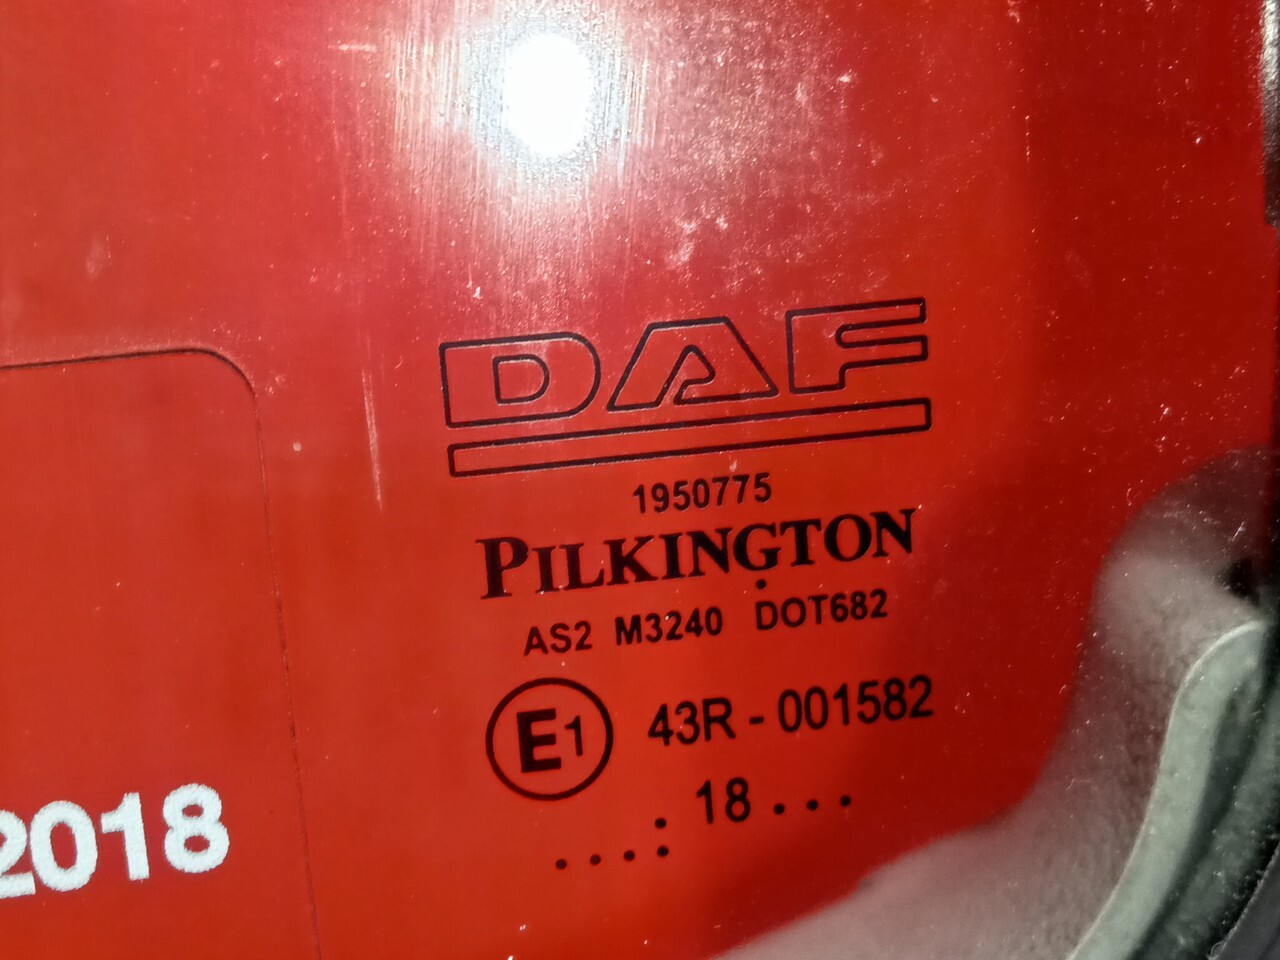 DAF
1950775
PILKINGTON
AS2 M3240 DOT682
E1 43R - 001582
. 18 . . .
. . . . .
2018